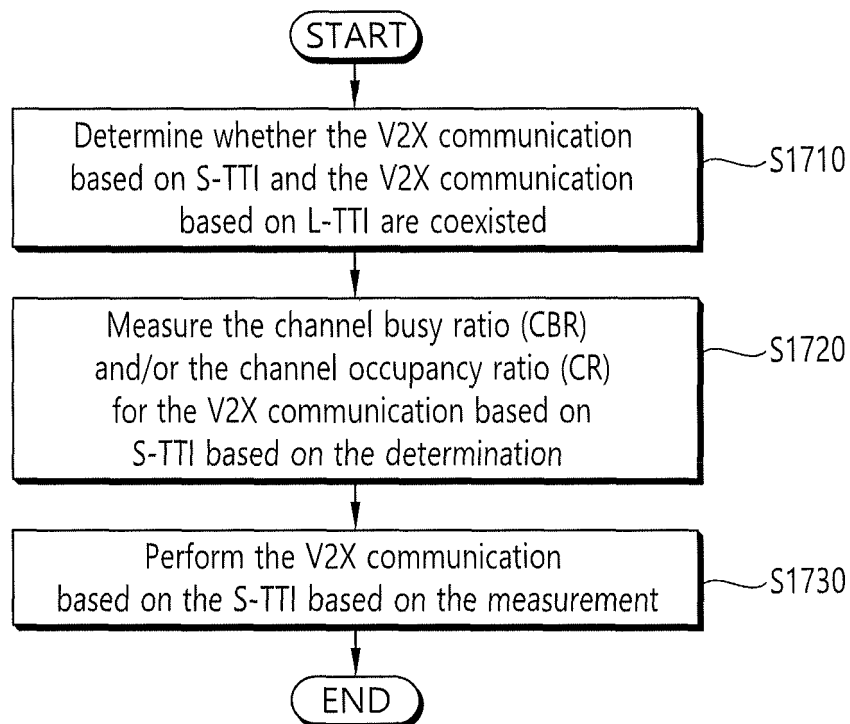 START
Determine whether the V2X communication
based on S-TTI and the V2X communication
based on L-TTI are coexisted
S1710
Measure the channel busy ratio (CBR)
and/or the channel occupancy ratio (CR)
for the V2X communication based on
S-TTI based on the determination
S1720
Perform the V2X communication
based on the S-TTI based on the measurement
S1730
END